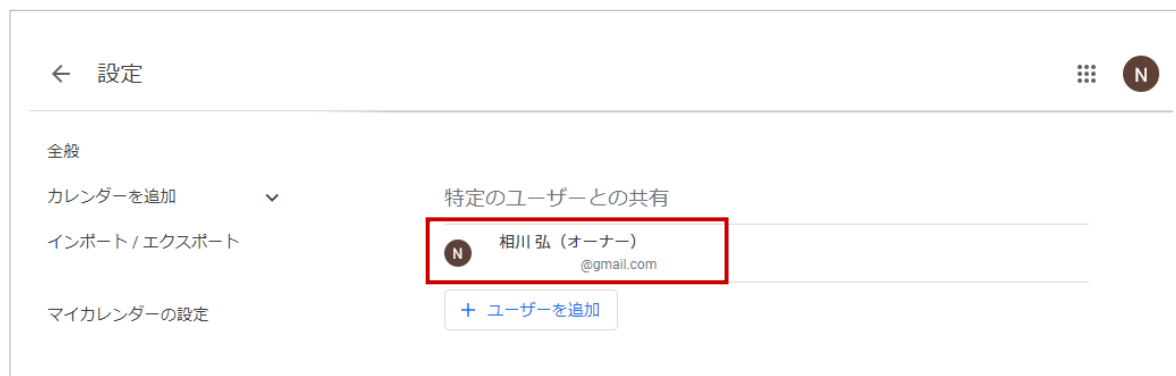 ← 設定
N
全般
カレンダーを追加
特定のユーザーとの共有
インポート / エクスポート
N
相川 弘（オーナー）
@gmail.com
マイカレンダーの設定
+ ユーザーを追加